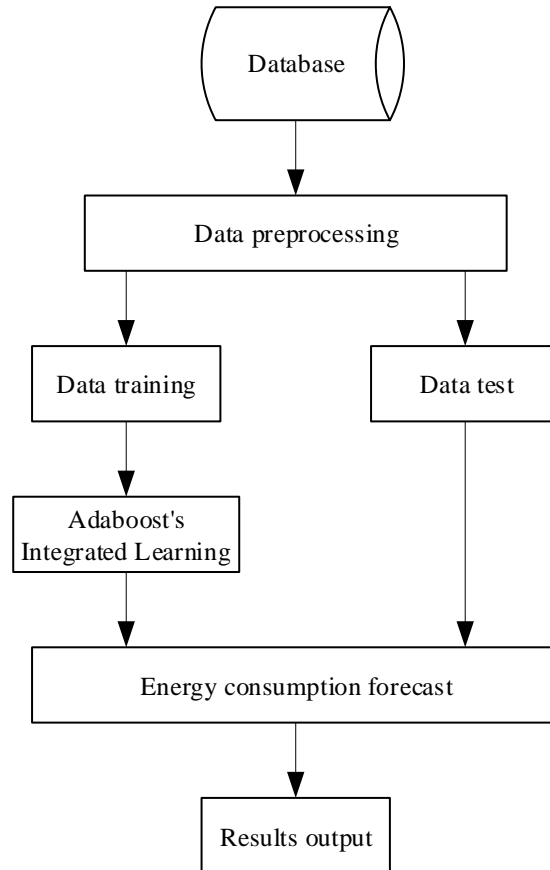 Database
Data preprocessing
Data training
Data test
Adaboost's
Integrated Learning
Energy consumption forecast
Results output